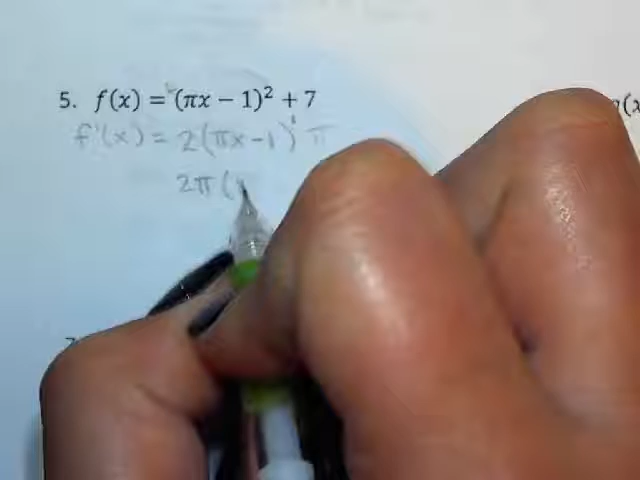 5. f(x) = (πx − 1)² + 7
f'(x) = 2(πx-1)¹ π
2π(